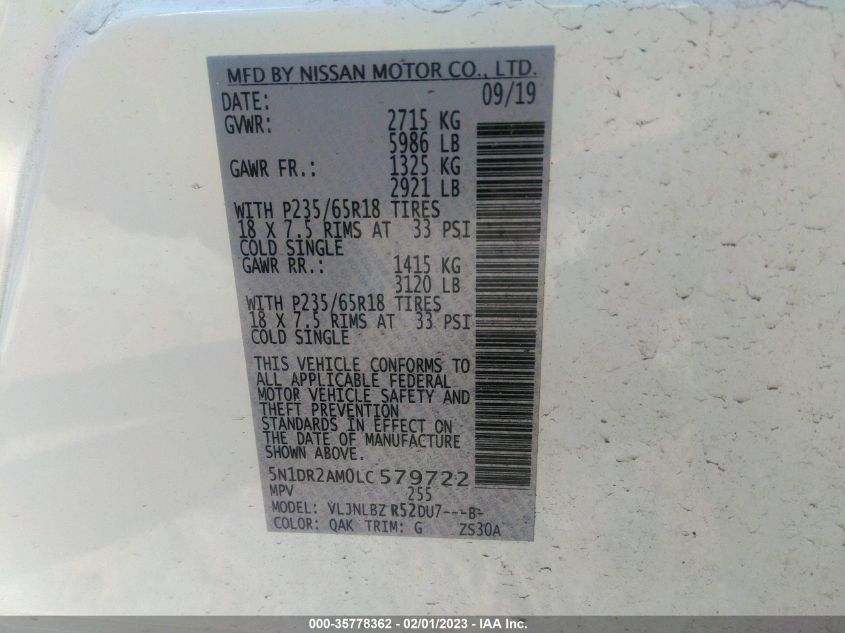 MFD BY NISSAN MOTOR CO., LTD.
DATE: 09/19
GVWR: 2715 KG
5986 LB
GAWR FR.: 1325 KG
2921 LB
WITH P235/65R18 TIRES
18 X 7.5 RIMS AT 33 PSI
COLD SINGLE
GAWR RR.: 1415 KG
3120 LB
WITH P235/65R18 TIRES
18 X 7.5 RIMS AT 33 PSI
COLD SINGLE
THIS VEHICLE CONFORMS TO
ALL APPLICABLE FEDERAL
MOTOR VEHICLE SAFETY AND
THEFT PREVENTION
STANDARDS IN EFFECT ON
THE DATE OF MANUFACTURE
SHOWN ABOVE.
5N1DR2AM0LC579722
MPV 255
MODEL: VLJNLBZ R52DU7---B-
COLOR: QAK TRIM: G ZS30A
000-35778362 - 02/01/2023 - IAA Inc.